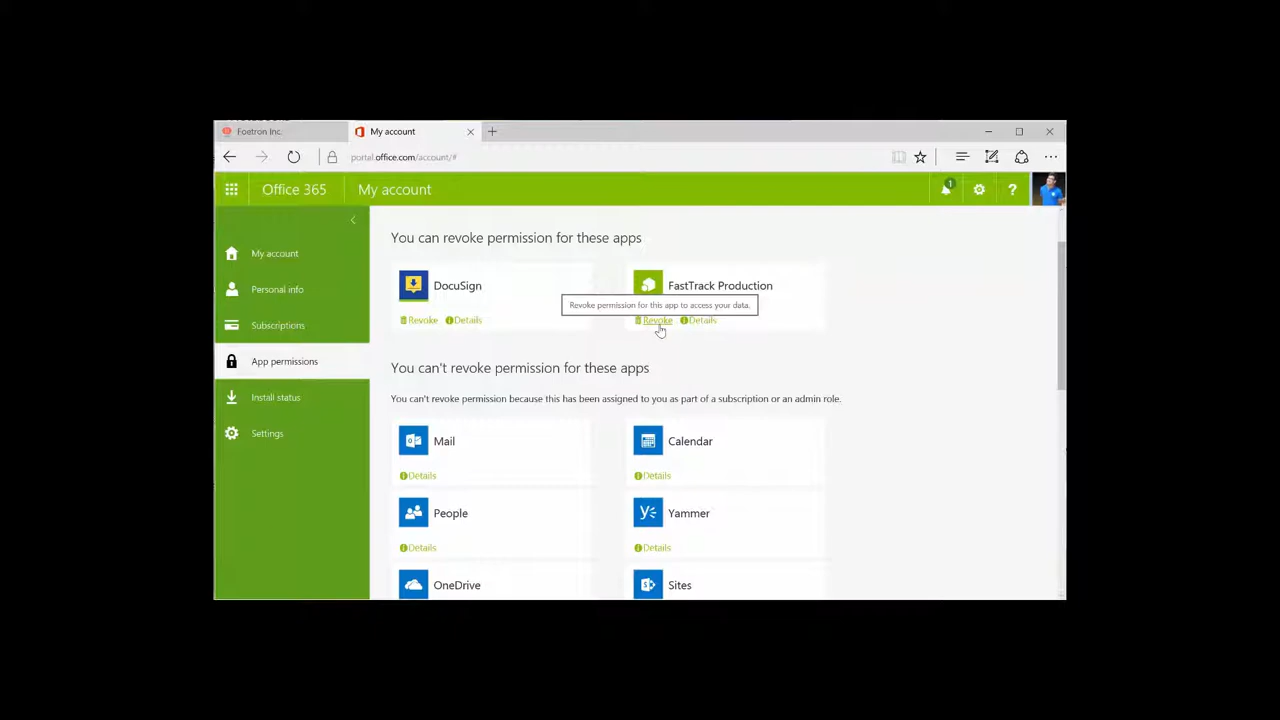 Foetron Inc.
My account
portal.office.com/account/#
Office 365
My account
1
?
My account
Personal info
Subscriptions
App permissions
Install status
Settings
You can revoke permission for these apps
DocuSign
FastTrack Production
Revoke permission for this app to access your data.
Revoke Details
Revoke Details
You can't revoke permission for these apps
You can't revoke permission because this has been assigned to you as part of a subscription or an admin role.
Mail
Calendar
Details
Details
People
Yammer
Details
Details
OneDrive
Sites